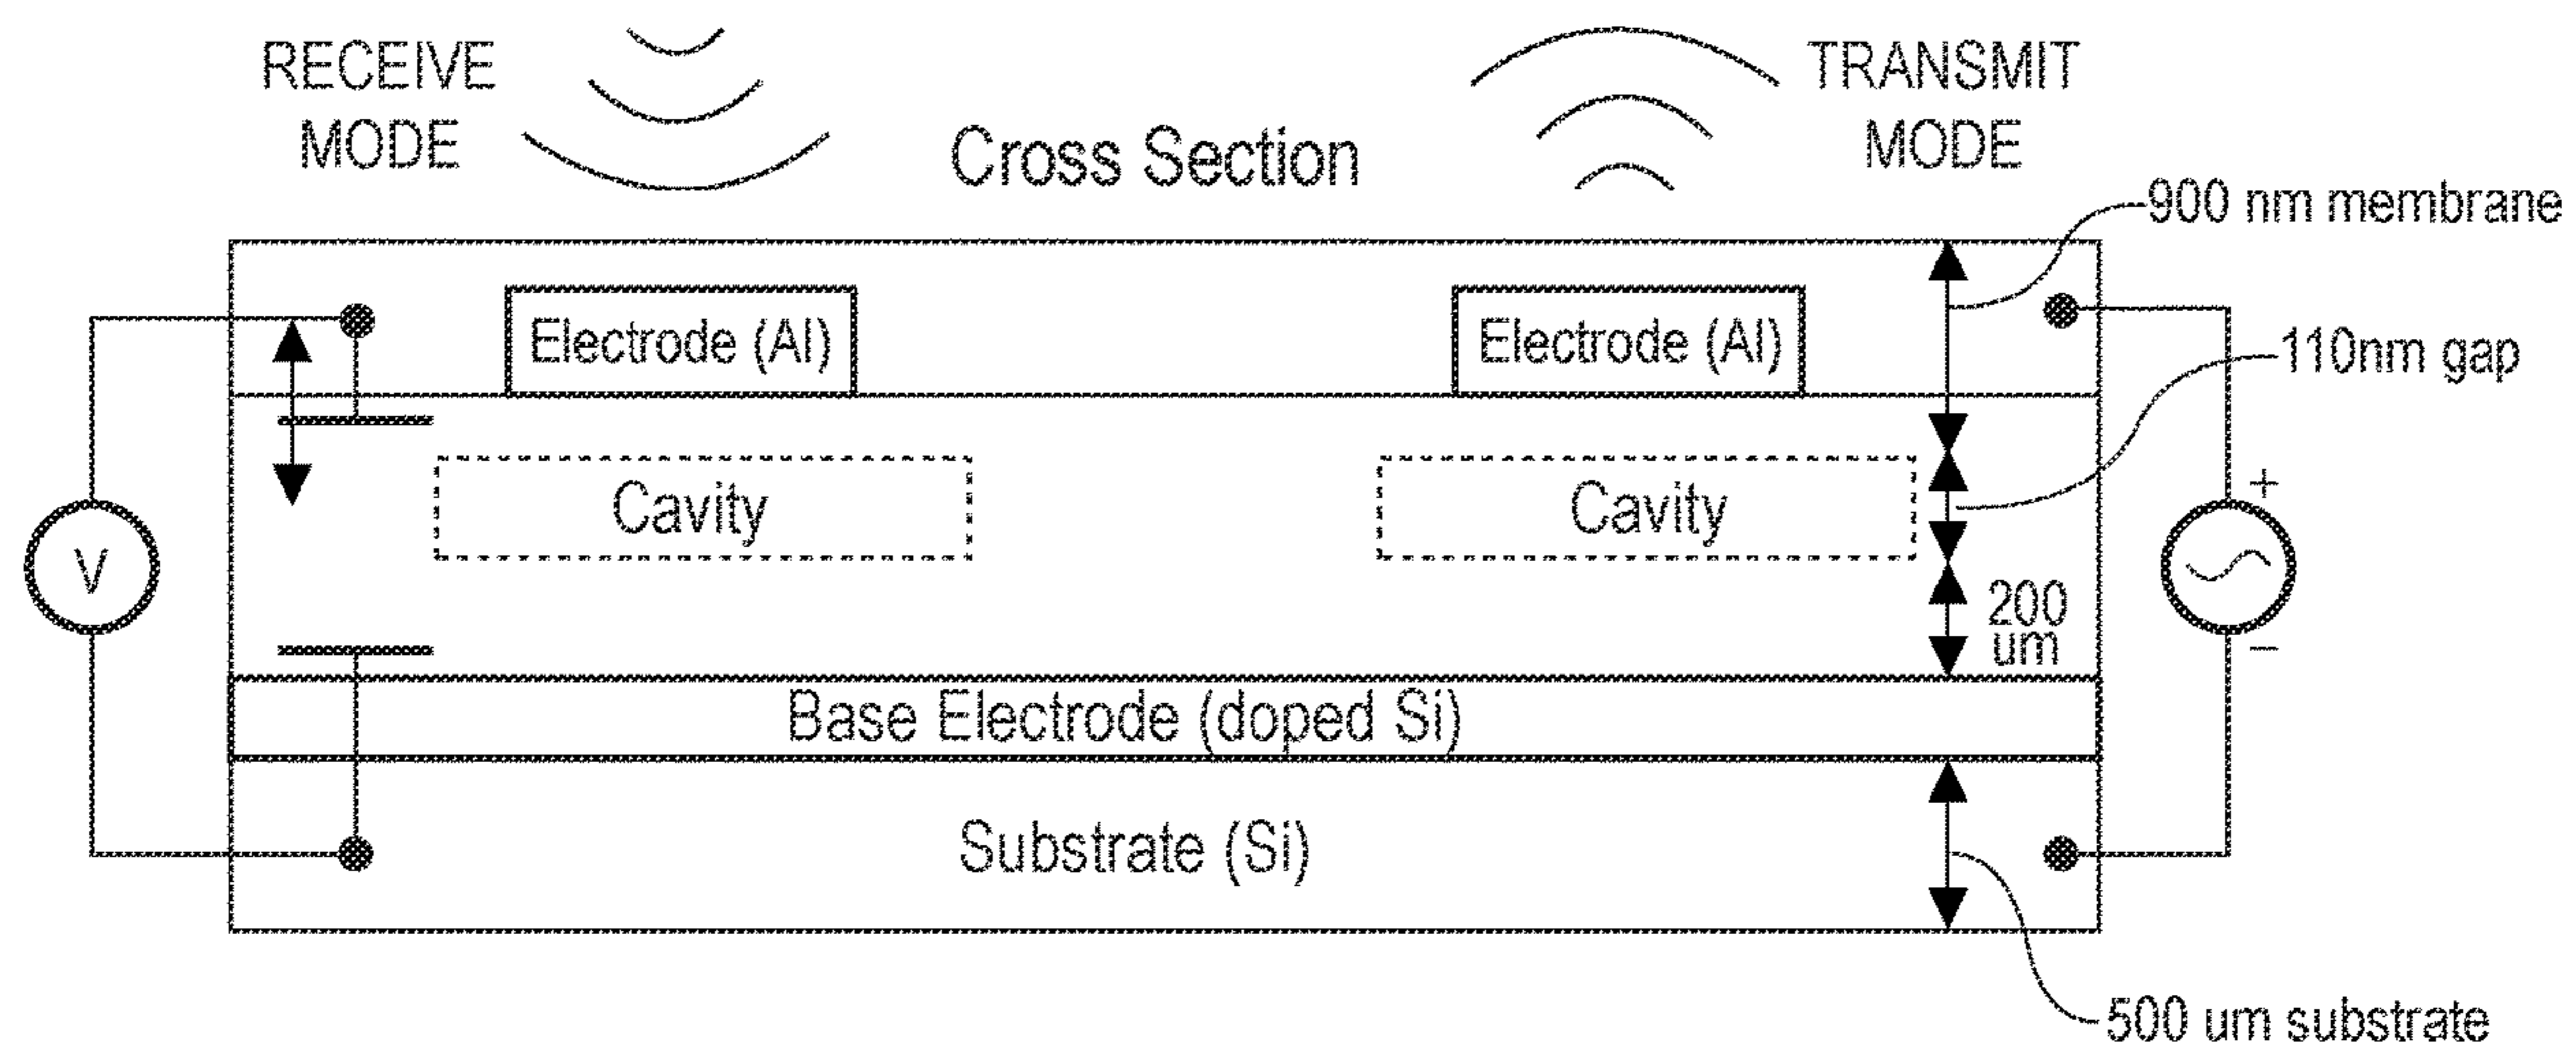 RECEIVE
MODE
Cross Section
TRANSMIT
MODE
900 nm membrane
Electrode (Al)
Electrode (Al)
110nm gap
Cavity
Cavity
V
+
200
um
−
Base Electrode (doped Si)
Substrate (Si)
500 um substrate